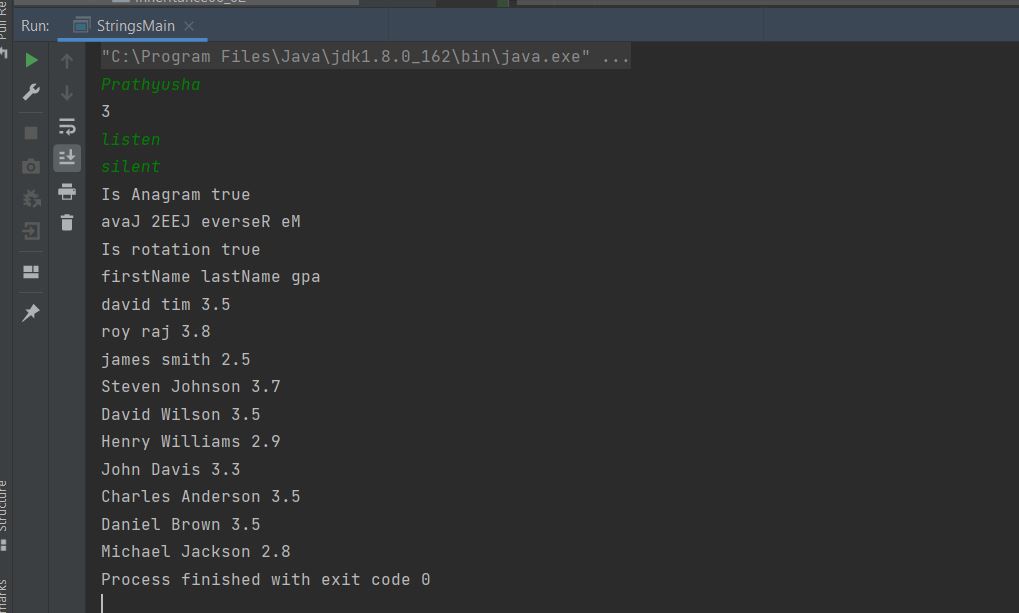 Run: StringsMain
"C:\Program Files\Java\jdk1.8.0_162\bin\java.exe" ...
Prathyusha
3
listen
silent
Is Anagram true
avaJ 2EEJ everseR eM
Is rotation true
firstName lastName gpa
david tim 3.5
roy raj 3.8
james smith 2.5
Steven Johnson 3.7
David Wilson 3.5
Henry Williams 2.9
John Davis 3.3
Charles Anderson 3.5
Daniel Brown 3.5
Michael Jackson 2.8
Process finished with exit code 0
Structure